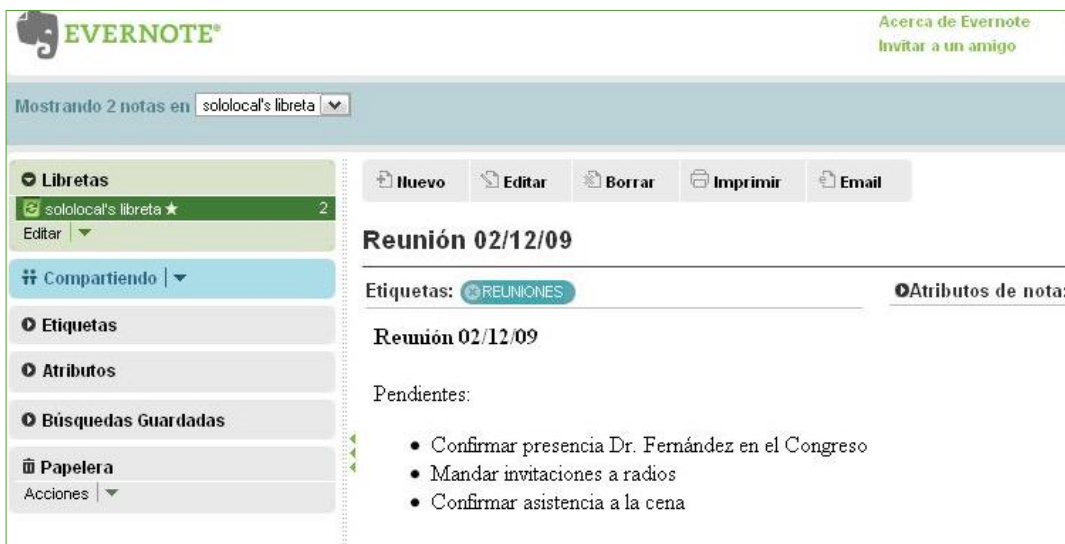 EVERNOTE®
Acerca de Evernote
Invitar a un amigo
Mostrando 2 notas en sololocal's libreta
Libretas
sololocal's libreta ★ 2
Editar
Compartiendo
Etiquetas
Atributos
Búsquedas Guardadas
Papelera
Acciones
Nuevo Editar Borrar Imprimir Email
Reunión 02/12/09
Etiquetas: REUNIONES
Atributos de nota:
Reunión 02/12/09
Pendientes:
• Confirmar presencia Dr. Fernández en el Congreso
• Mandar invitaciones a radios
• Confirmar asistencia a la cena